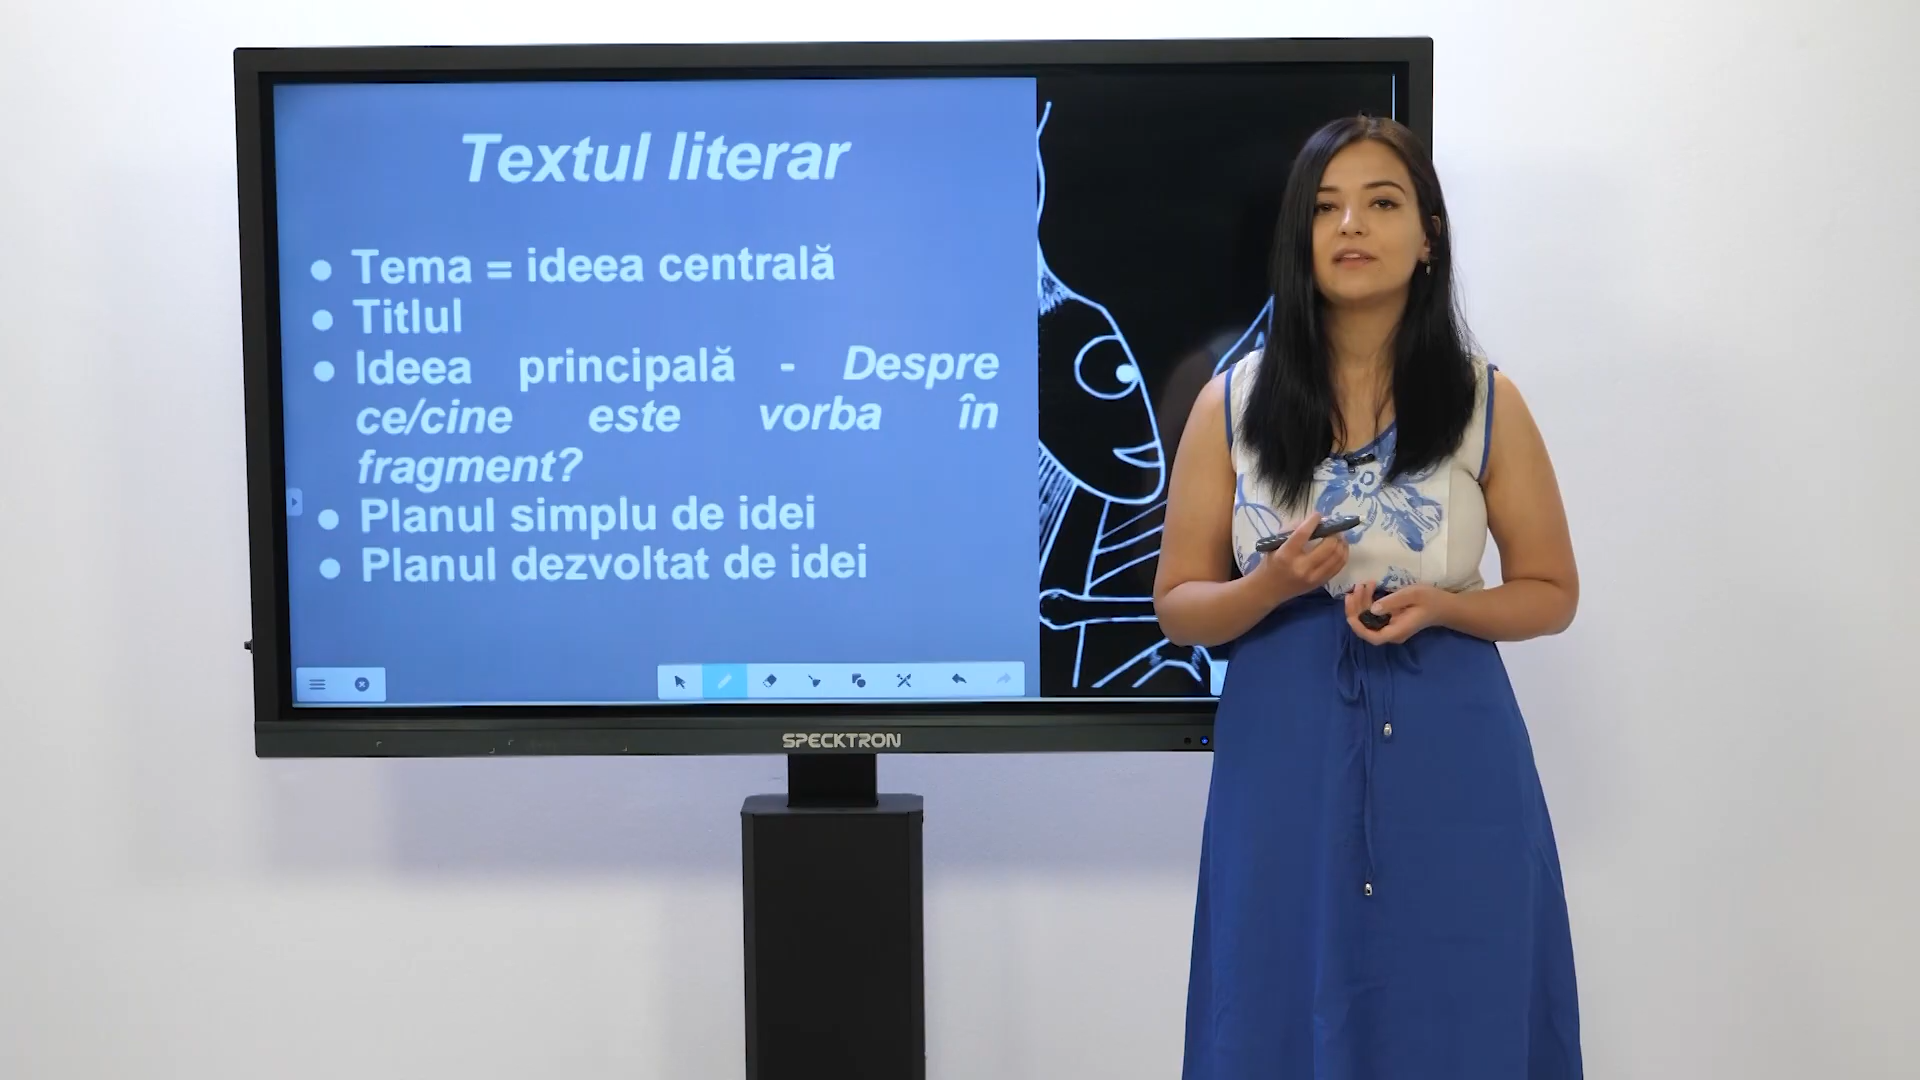 Textul literar
● Tema = ideea centrală
● Titlul
● Ideea principală - Despre
ce/cine este vorba în
fragment?
● Planul simplu de idei
● Planul dezvoltat de idei
SPECKTRON